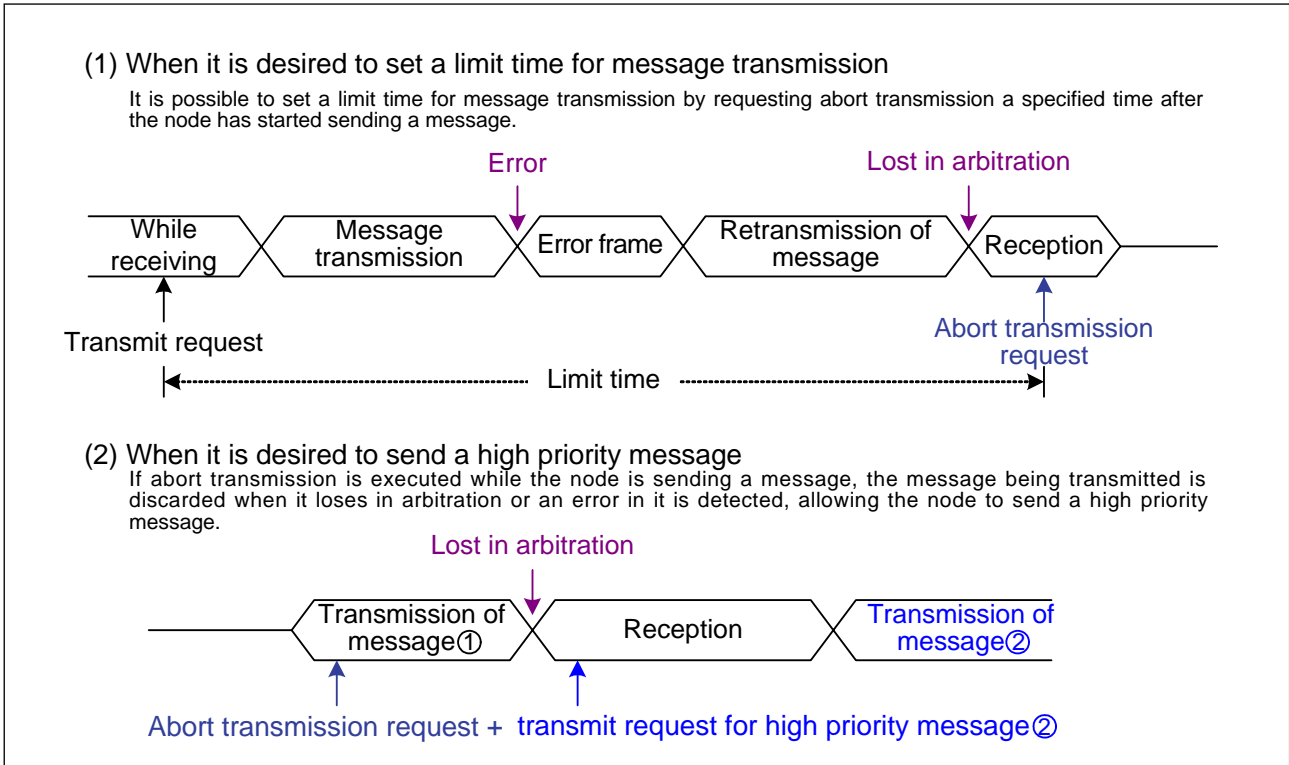 (1) When it is desired to set a limit time for message transmission
It is possible to set a limit time for message transmission by requesting abort transmission a specified time after
the node has started sending a message.
Error
Lost in arbitration
While
receiving
Message
transmission
Error frame
Retransmission of
message
Reception
Transmit request
Abort transmission
request
Limit time
(2) When it is desired to send a high priority message
If abort transmission is executed while the node is sending a message, the message being transmitted is
discarded when it loses in arbitration or an error in it is detected, allowing the node to send a high priority
message.
Lost in arbitration
Transmission of
message①
Reception
Transmission of
message②
Abort transmission request + transmit request for high priority message②